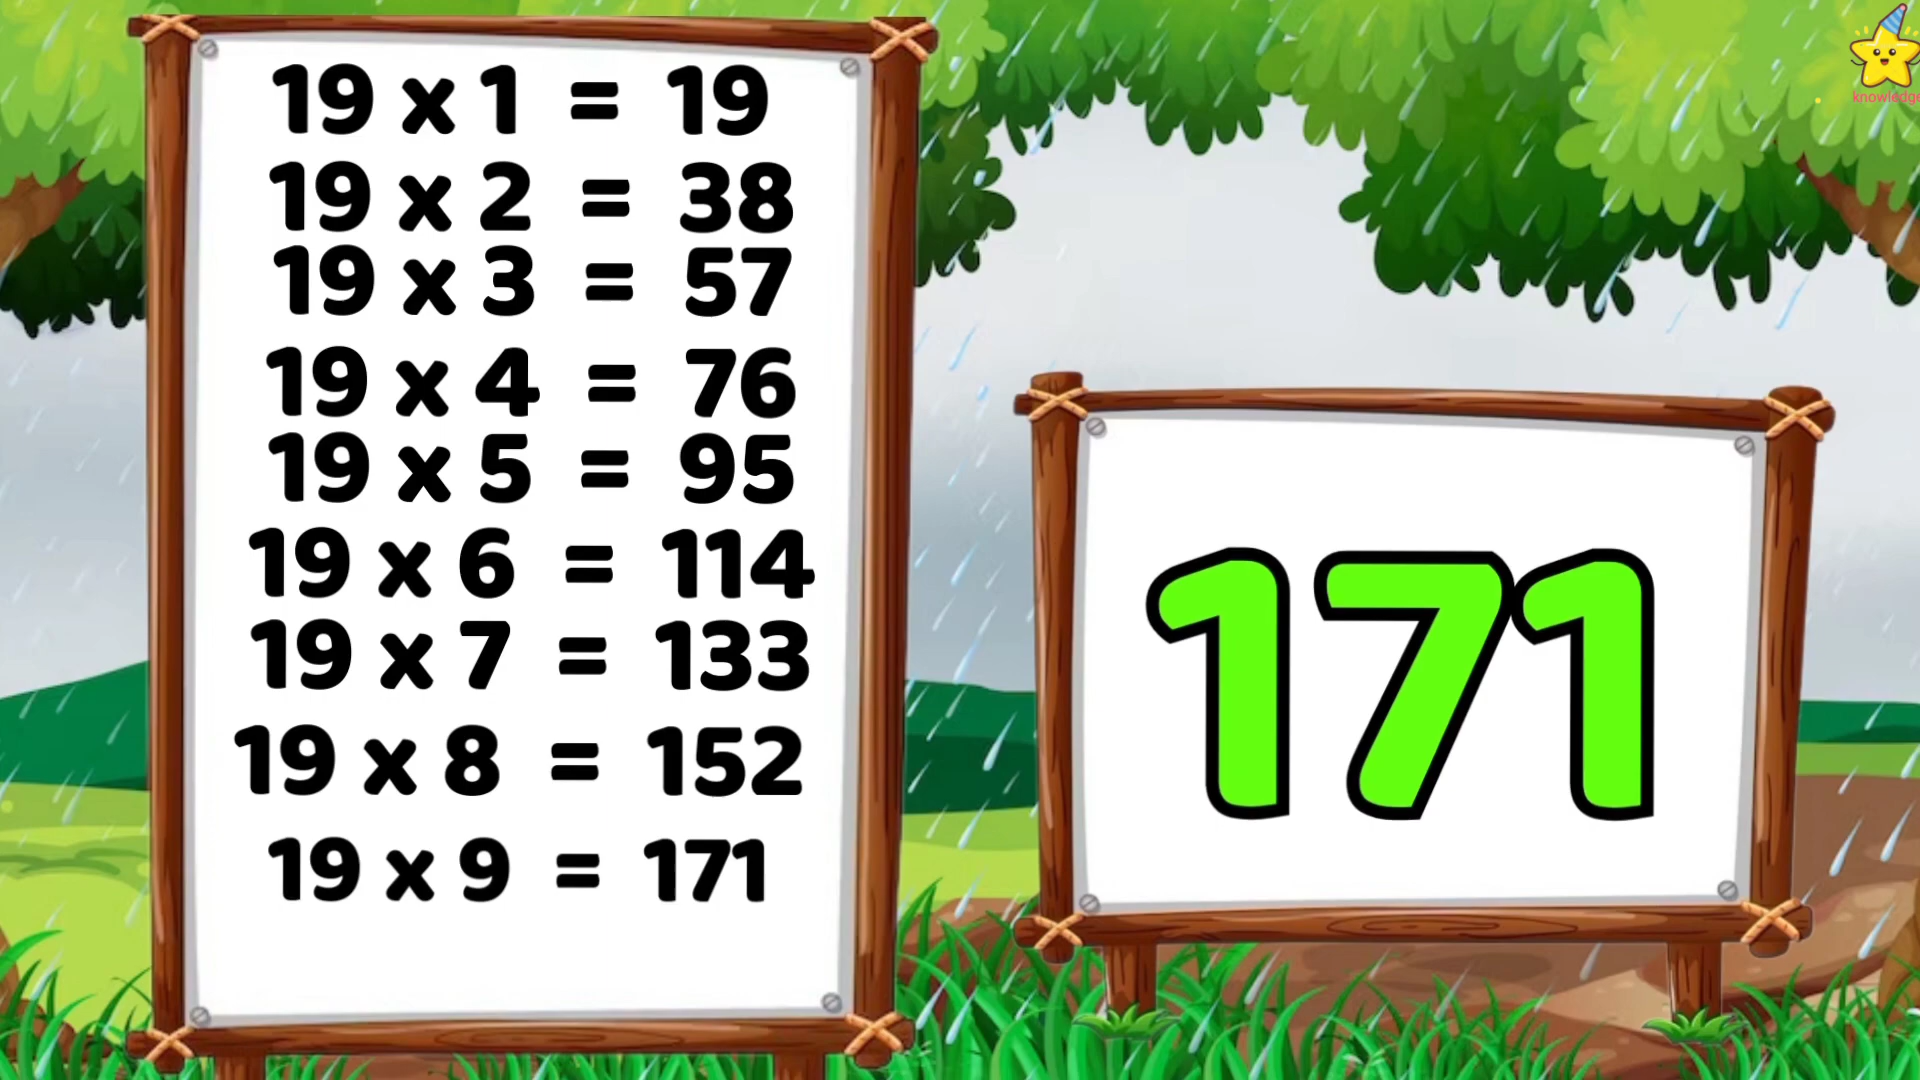 19 x 1 = 19
19 x 2 = 38
19 x 3 = 57
19 x 4 = 76
19 x 5 = 95
19 x 6 = 114
19 x 7 = 133
19 x 8 = 152
19 x 9 = 171
171
knowledge